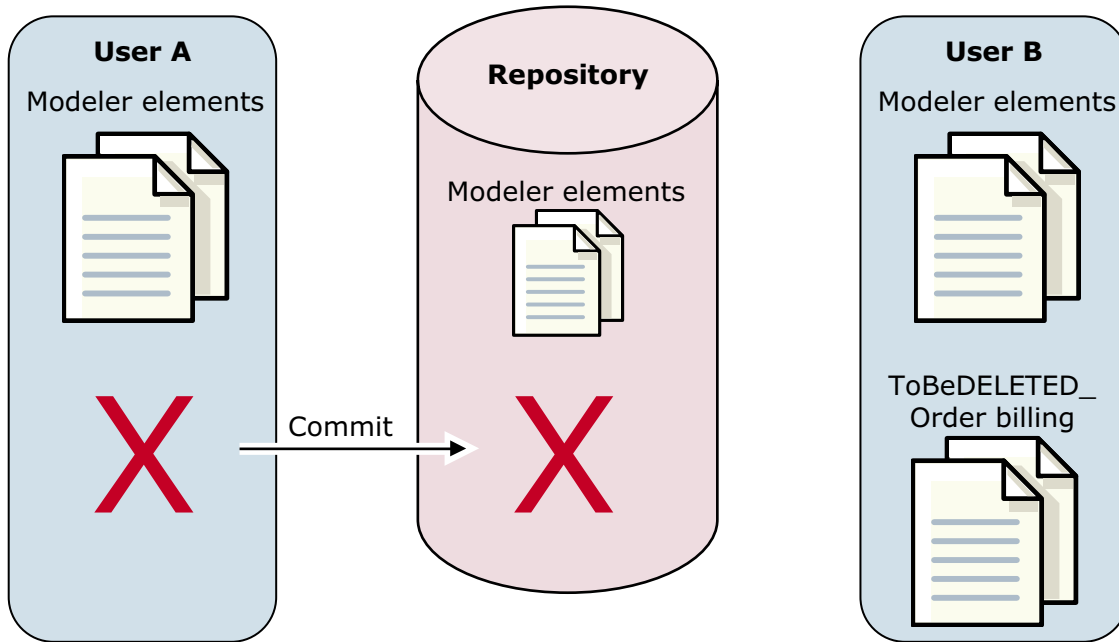 User A
Modeler elements
Commit
Repository
Modeler elements
User B
Modeler elements
ToBeDELETED_
Order billing